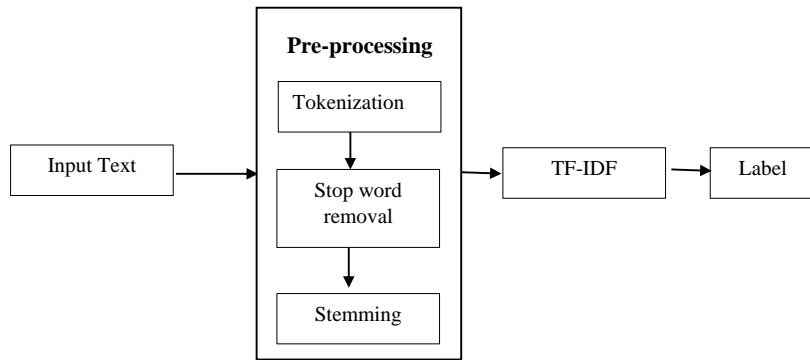 Pre-processing
Tokenization
Input Text
Stop word
removal
Stemming
TF-IDF
Label